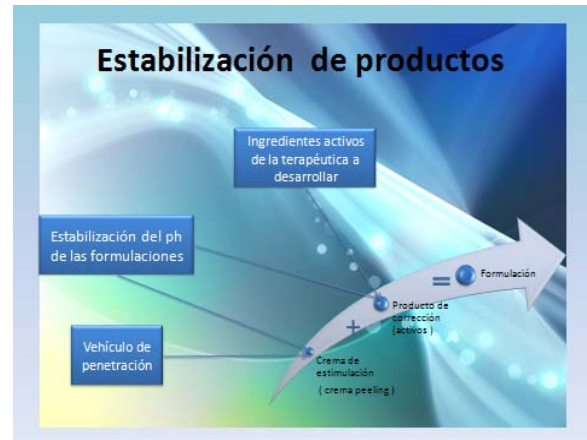 Estabilización de productos
Ingredientes activos
de la terapéutica a
desarrollar
Estabilización del ph
de las formulaciones
Vehículo de
penetración
=
Formulación
Producto de
corrección
(activos )
+
Crema de
estimulación
( crema peeling )